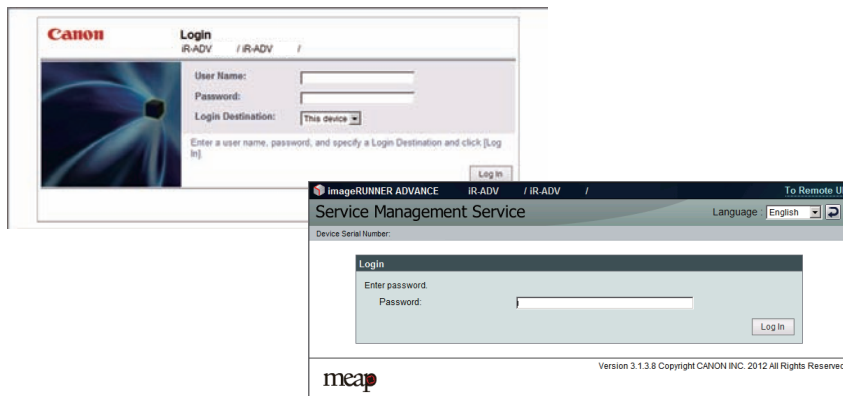 Canon
Login
iR-ADV / iR-ADV /
User Name:
Password:
Login Destination: This device
Enter a user name, password, and specify a Login Destination and click [Log
In]
Log In
imageRUNNER ADVANCE iR-ADV / iR-ADV / To Remote UI
Service Management Service Language : English
Device Serial Number:
Login
Enter password.
Password:
Log In
meap
Version 3.1.3.8 Copyright CANON INC. 2012 All Rights Reserved